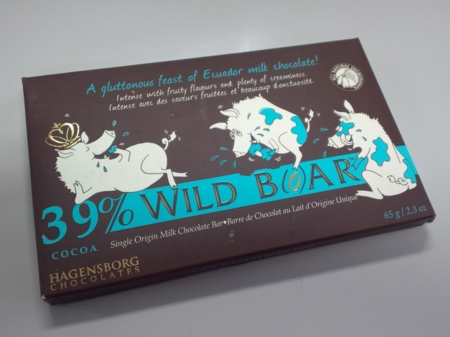 A gluttonous feast of Ecuador milk chocolate!
Intense with fruity flavours and plenty of creaminess
Intense avec des saveurs fruitées et beaucoup d'onctuosité.
39% WILD BOAR
COCOA
Single Origin Milk Chocolate Bar•Barre de Chocolat au Lait d'Origine Unique
65 g / 2.3 oz
HAGENSBORG
CHOCOLATES